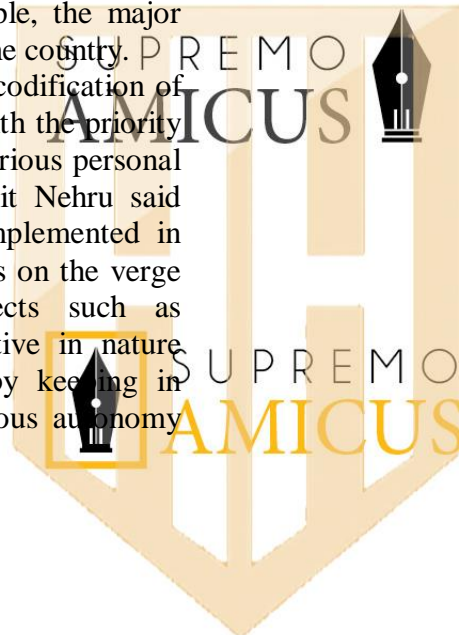 ble, the major
he country.
codification of
th the priority
rious personal
it Nehru said
nplemented in
s on the verge
ects such as
tive in nature
by keeping in
ous autonomy
SUPREMO
AMICUS
SUPREMO
AMICUS